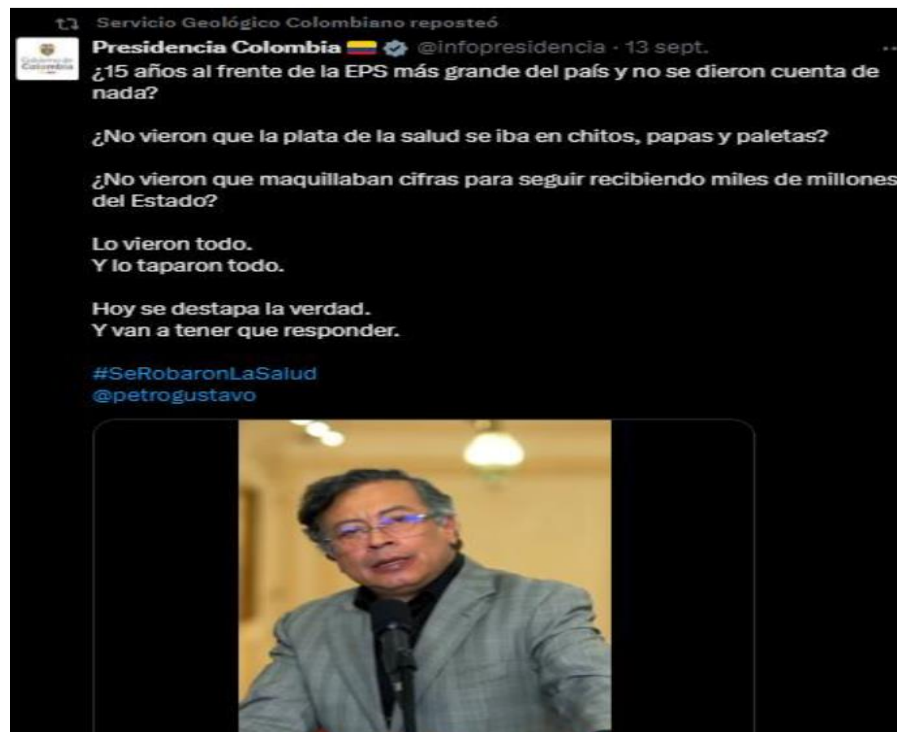 Servicio Geológico Colombiano reposteó
Presidencia Colombia @infopresidencia · 13 sept.
¿15 años al frente de la EPS más grande del país y no se dieron cuenta de
nada?
¿No vieron que la plata de la salud se iba en chitos, papas y paletas?
¿No vieron que maquillaban cifras para seguir recibiendo miles de millones
del Estado?
Lo vieron todo.
Y lo taparon todo.
Hoy se destapa la verdad.
Y van a tener que responder.
#SeRobaronLaSalud
@petrogustavo